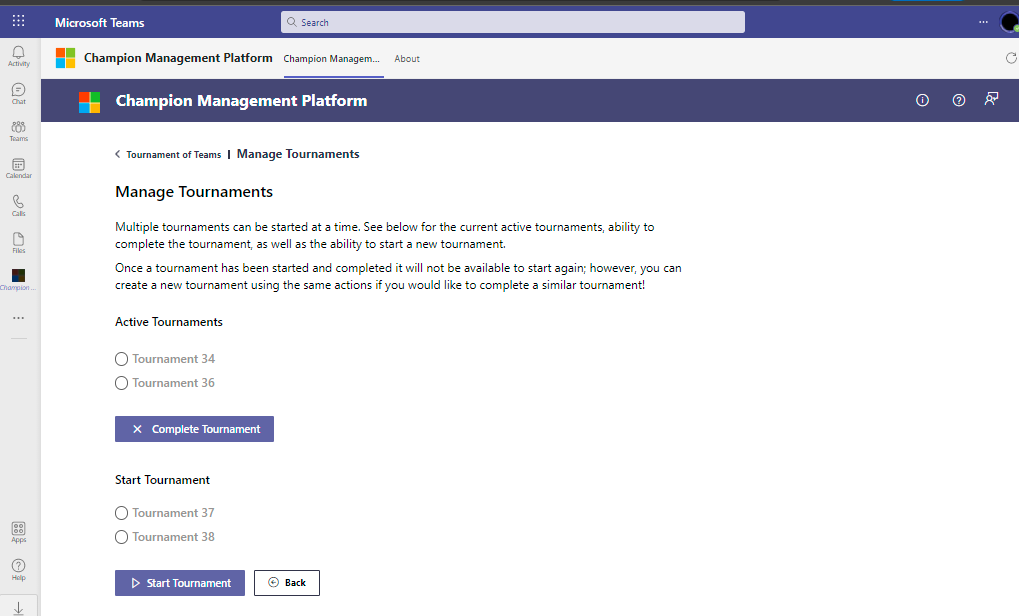 Microsoft Teams
Search
Activity
Chat
Teams
Calendar
Calls
Files
Champion ...
Apps
Help
Champion Management Platform
Champion Managem...
About
Champion Management Platform
Tournament of Teams | Manage Tournaments
Manage Tournaments
Multiple tournaments can be started at a time. See below for the current active tournaments, ability to
complete the tournament, as well as the ability to start a new tournament.
Once a tournament has been started and completed it will not be available to start again; however, you can
create a new tournament using the same actions if you would like to complete a similar tournament!
Active Tournaments
Tournament 34
Tournament 36
Complete Tournament
Start Tournament
Tournament 37
Tournament 38
Start Tournament
Back